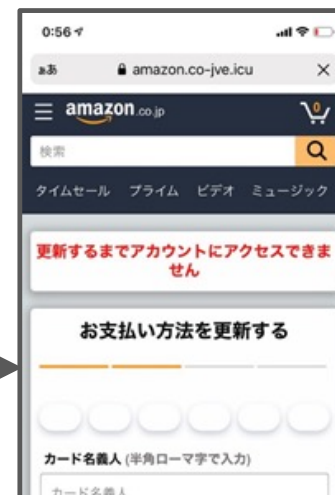 0:56
ぁあ amazon.co-jve.icu ×
amazon.co.jp 0
検索
タイムセール プライム ビデオ ミュージック
更新するまでアカウントにアクセスできま
せん
お支払い方法を更新する
カード名義人 (半角ローマ字で入力)
カード名義人